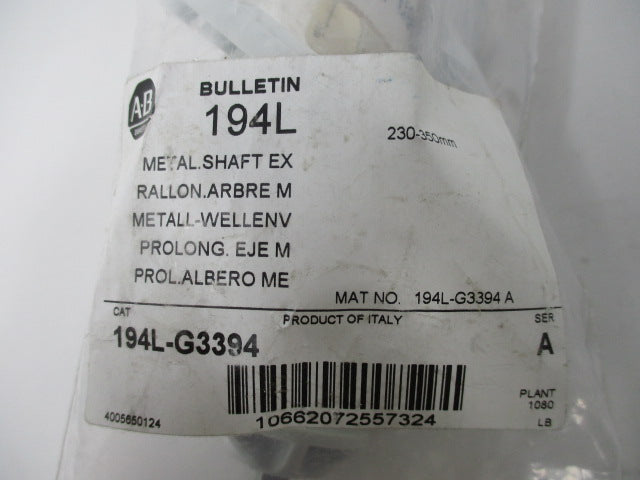 A-B
BULLETIN
194L
230-350mm
METAL.SHAFT EX
RALLON.ARBRE M
METALL-WELLENV
PROLONG. EJE M
PROL.ALBERO ME
MAT NO. 194L-G3394 A
CAT PRODUCT OF ITALY SER
194L-G3394 A
PLANT
1080
10662072557324
4005650124 LB